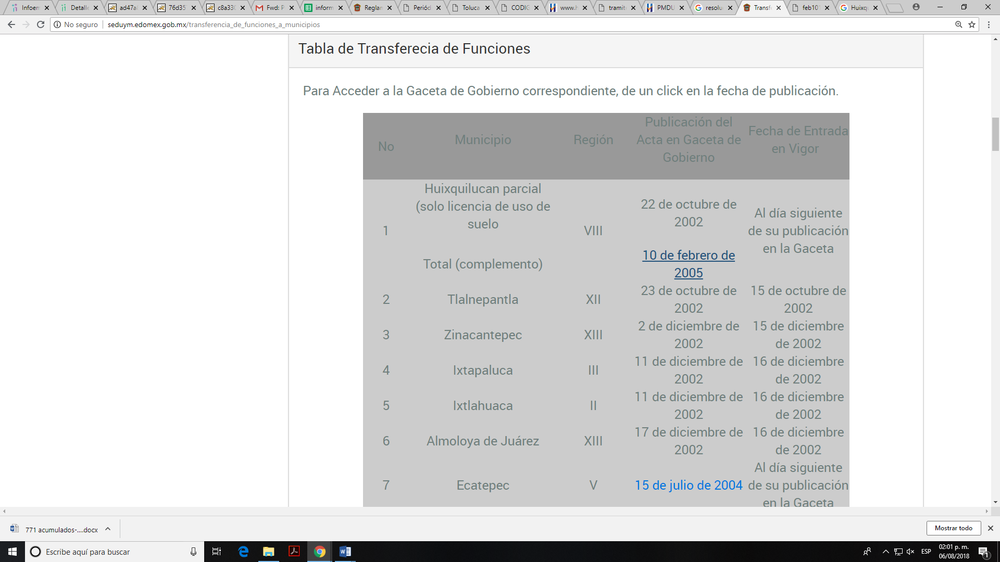 Infoem
Detalle
ad47a
76d35
c8a330
Fwd: P
inform
Reglar
Periód
Toluca
CODIG
www.h
tramit
PMDU
resolu
Transf
feb101
Huixq
No seguro
seduym.edomex.gob.mx/transferencia_de_funciones_a_municipios
Tabla de Transferecia de Funciones
Para Acceder a la Gaceta de Gobierno correspondiente, de un click en la fecha de publicación.
No
Municipio
Región
Publicación del
Acta en Gaceta de
Gobierno
Fecha de Entrada
en Vigor
1
Huixquilucan parcial
(solo licencia de uso de
suelo
Total (complemento)
VIII
22 de octubre de
2002
10 de febrero de
2005
Al día siguiente
de su publicación
en la Gaceta
2
Tlalnepantla
XII
23 de octubre de
2002
15 de octubre de
2002
3
Zinacantepec
XIII
2 de diciembre de
2002
15 de diciembre
de 2002
4
Ixtapaluca
III
11 de diciembre de
2002
16 de diciembre
de 2002
5
Ixtlahuaca
II
11 de diciembre de
2002
16 de diciembre
de 2002
6
Almoloya de Juárez
XIII
17 de diciembre de
2002
16 de diciembre
de 2002
7
Ecatepec
V
15 de julio de 2004
Al día siguiente
de su publicación
en la Gaceta
771 acumulados-....docx
Mostrar todo
Escribe aquí para buscar
ESP
02:01 p. m.
06/08/2018
1